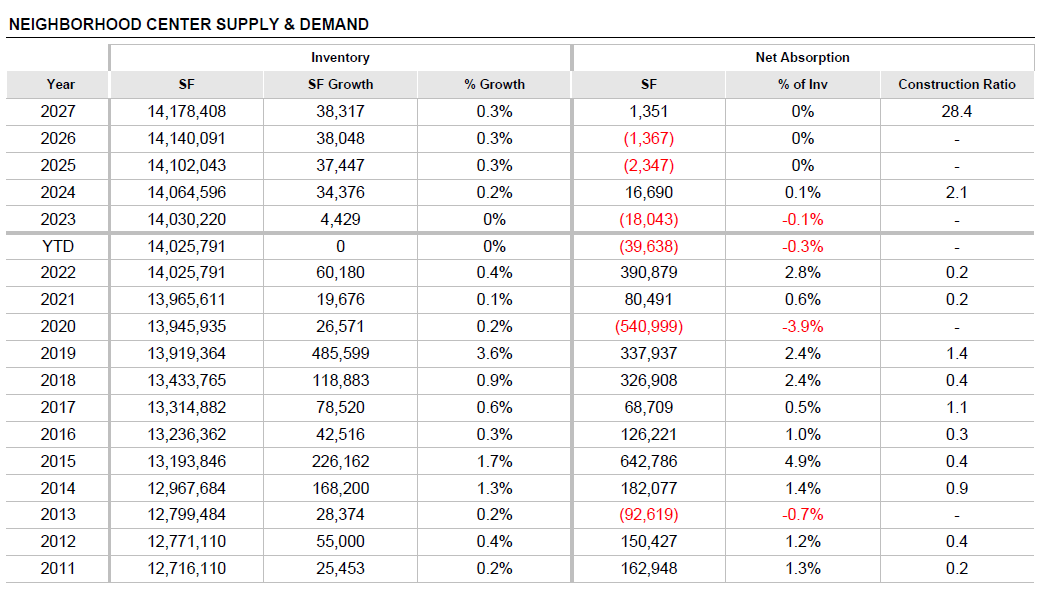 NEIGHBORHOOD CENTER SUPPLY & DEMAND
Inventory Net Absorption
Year SF SF Growth % Growth SF % of Inv Construction Ratio
2027 14,178,408 38,317 0.3% 1,351 0% 28.4
2026 14,140,091 38,048 0.3% (1,367) 0% -
2025 14,102,043 37,447 0.3% (2,347) 0% -
2024 14,064,596 34,376 0.2% 16,690 0.1% 2.1
2023 14,030,220 4,429 0% (18,043) -0.1% -
YTD 14,025,791 0 0% (39,638) -0.3% -
2022 14,025,791 60,180 0.4% 390,879 2.8% 0.2
2021 13,965,611 19,676 0.1% 80,491 0.6% 0.2
2020 13,945,935 26,571 0.2% (540,999) -3.9% -
2019 13,919,364 485,599 3.6% 337,937 2.4% 1.4
2018 13,433,765 118,883 0.9% 326,908 2.4% 0.4
2017 13,314,882 78,520 0.6% 68,709 0.5% 1.1
2016 13,236,362 42,516 0.3% 126,221 1.0% 0.3
2015 13,193,846 226,162 1.7% 642,786 4.9% 0.4
2014 12,967,684 168,200 1.3% 182,077 1.4% 0.9
2013 12,799,484 28,374 0.2% (92,619) -0.7% -
2012 12,771,110 55,000 0.4% 150,427 1.2% 0.4
2011 12,716,110 25,453 0.2% 162,948 1.3% 0.2